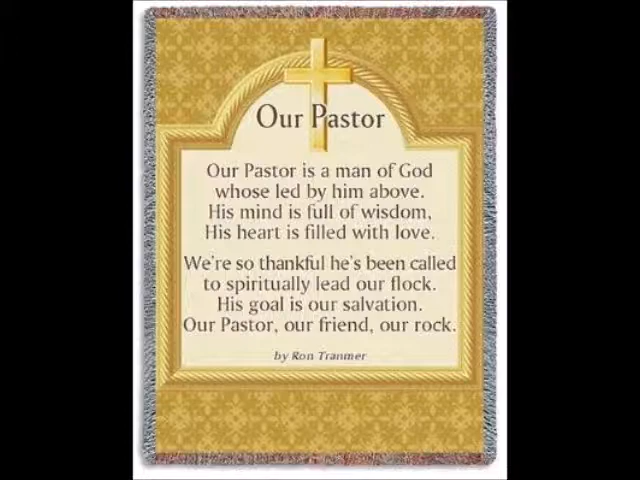 Our Pastor
Our Pastor is a man of God
whose led by him above.
His mind is full of wisdom,
His heart is filled with love.
We're so thankful he's been called
to spiritually lead our flock.
His goal is our salvation.
Our Pastor, our friend, our rock.
by Ron Tranmer